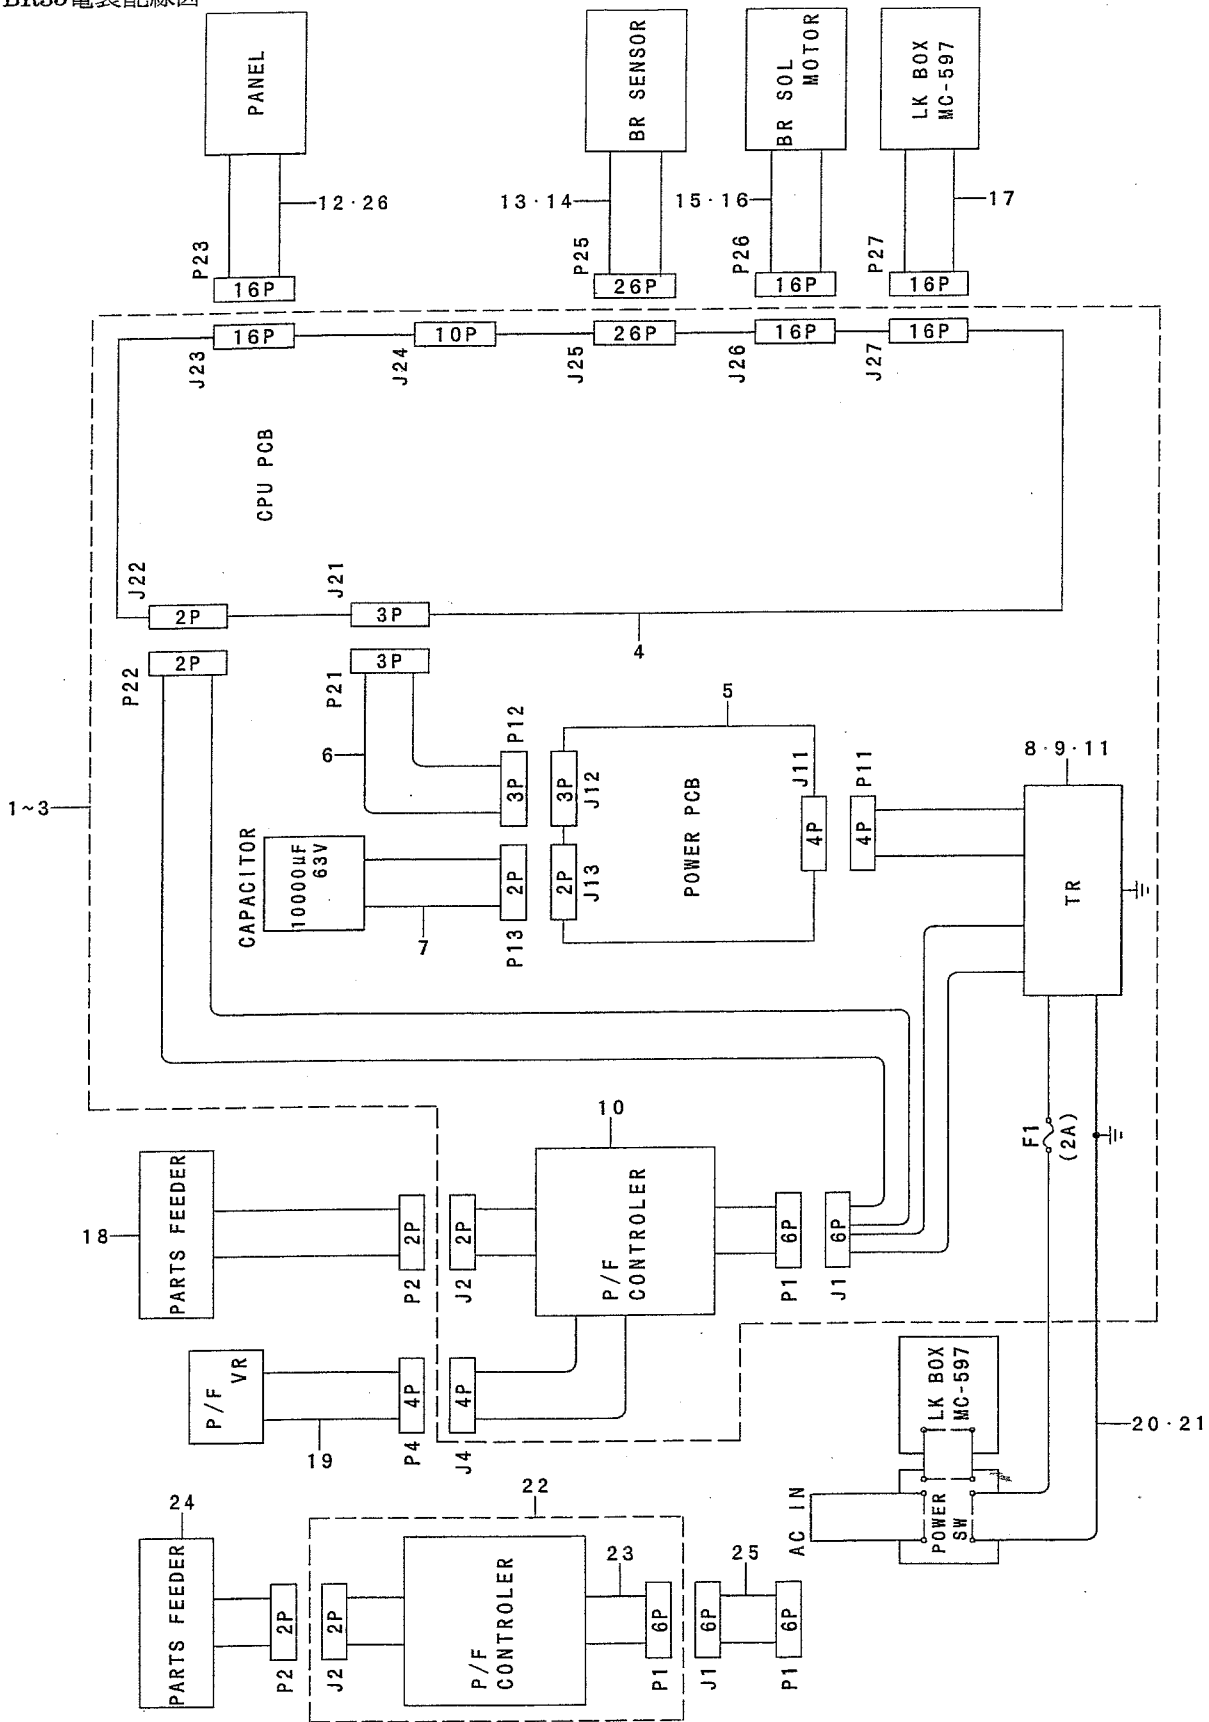 PANEL
BR SENSOR
BR SOL
MOTOR
LK BOX
MC-597
12·26
13·14
15·16
17
P23
P25
P26
P27
16P
26P
16P
16P
16P
10P
26P
16P
16P
J23
J24
J25
J26
J27
CPU PCB
J22
J21
2P
3P
4
2P
3P
P22
P21
5
6
P12
3P
3P
J12
J11
P11
8·9·11
1~3
CAPACITOR
10000μF
63V
POWER PCB
4P
4P
TR
2P
2P
J13
P13
7
10
F1
(2A)
18
PARTS FEEDER
2P
2P
P2
J2
P/F
CONTROLER
6P
6P
P1
J1
P/F
VR
4P
4P
P4
J4
19
LK BOX
MC-597
20·21
AC IN
POWER
SW
24
22
PARTS FEEDER
2P
2P
P2
J2
P/F
CONTROLER
23
6P
P1
6P
J1
25
6P
P1